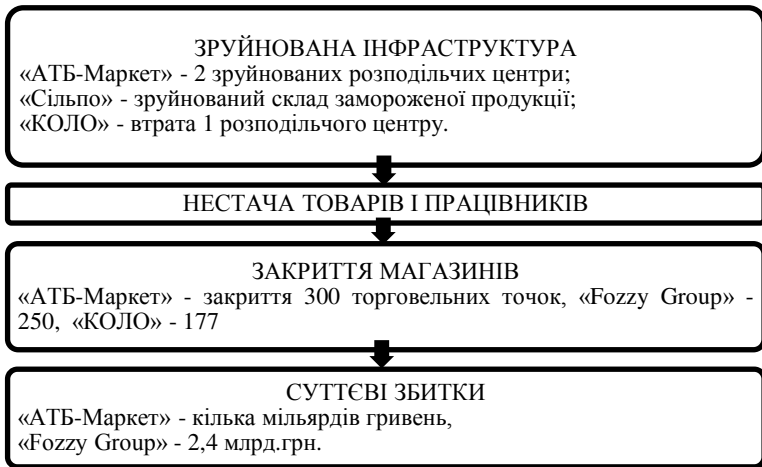 ЗРУЙНОВАНА ІНФРАСТРУКТУРА
«АТБ-Маркет» - 2 зруйнованих розподільчих центри;
«Сільпо» - зруйнований склад замороженої продукції;
«КОЛО» - втрата 1 розподільчого центру.
НЕСТАЧА ТОВАРІВ І ПРАЦІВНИКІВ
ЗАКРИТТЯ МАГАЗИНІВ
«АТБ-Маркет» - закриття 300 торговельних точок, «Fozzy Group» -
250, «КОЛО» - 177
СУТТЄВІ ЗБИТКИ
«АТБ-Маркет» - кілька мільярдів гривень,
«Fozzy Group» - 2,4 млрд.грн.